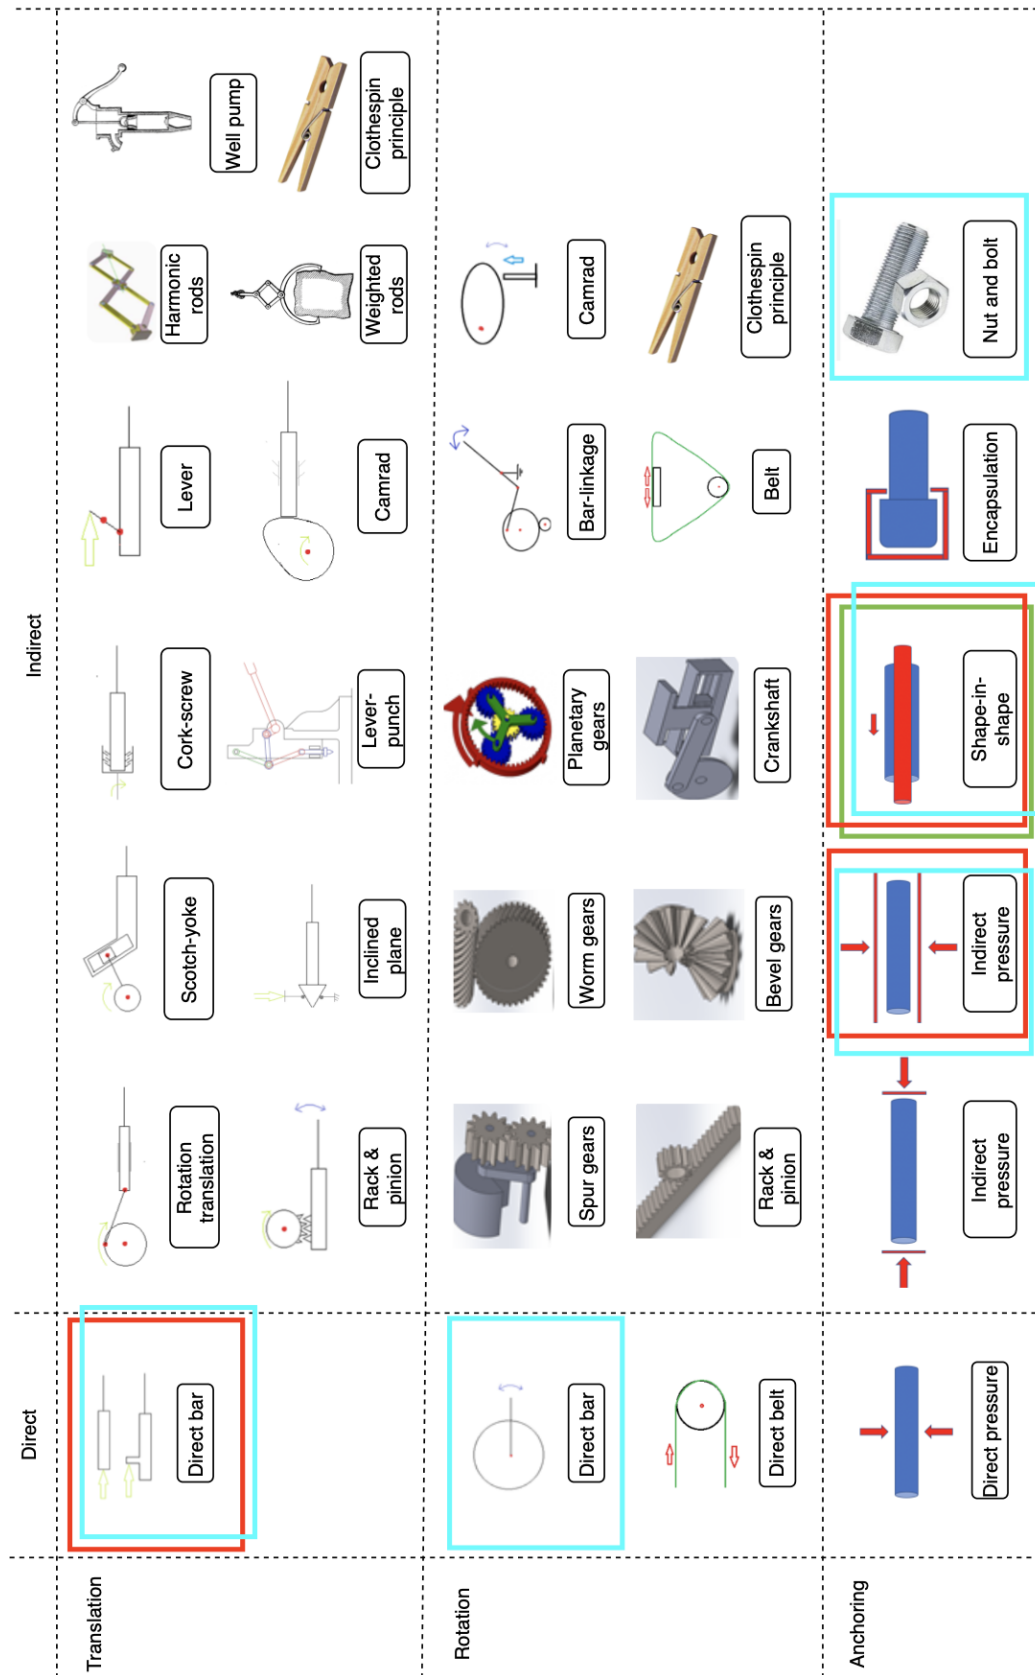 Direct
Indirect
Translation
Direct bar
Rotation
translation
Scotch-yoke
Cork-screw
Lever
Harmonic
rods
Well pump
Rack &
pinion
Inclined
plane
Lever-
punch
Camrad
Weighted
rods
Clothespin
principle
Rotation
Direct bar
Spur gears
Worm gears
Planetary
gears
Bar-linkage
Camrad
Direct belt
Rack &
pinion
Bevel gears
Crankshaft
Belt
Clothespin
principle
Anchoring
Direct pressure
Indirect
pressure
Indirect
pressure
Shape-in-
shape
Encapsulation
Nut and bolt